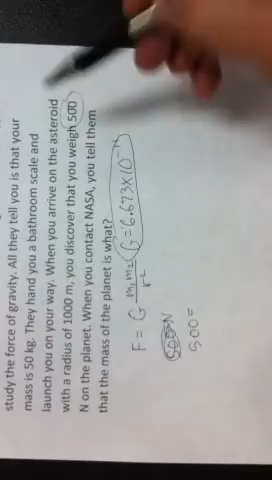 study the force of gravity. All they tell you is that your
mass is 50 kg. They hand you a bathroom scale and
launch you on your way. When you arrive on the asteroid
with a radius of 1000 m, you discover that you weigh 500
N on the planet. When you contact NASA, you tell them
that the mass of the planet is what?
F = G m₁m₂/r² G=6.673x10⁻¹¹
500N
500=